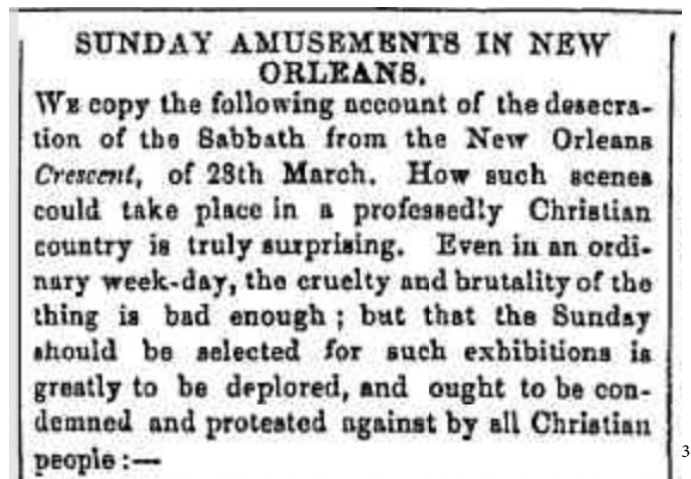 SUNDAY AMUSEMENTS IN NEW
ORLEANS.
WE copy the following account of the desecra-
tion of the Sabbath from the New Orleans
Crescent, of 28th March. How such scenes
could take place in a professedly Christian
country is truly surprising. Even in an ordi-
nary week-day, the cruelty and brutality of the
thing is bad enough ; but that the Sunday
should be selected for such exhibitions is
greatly to be deplored, and ought to be con-
demned and protested against by all Christian
people :—
3